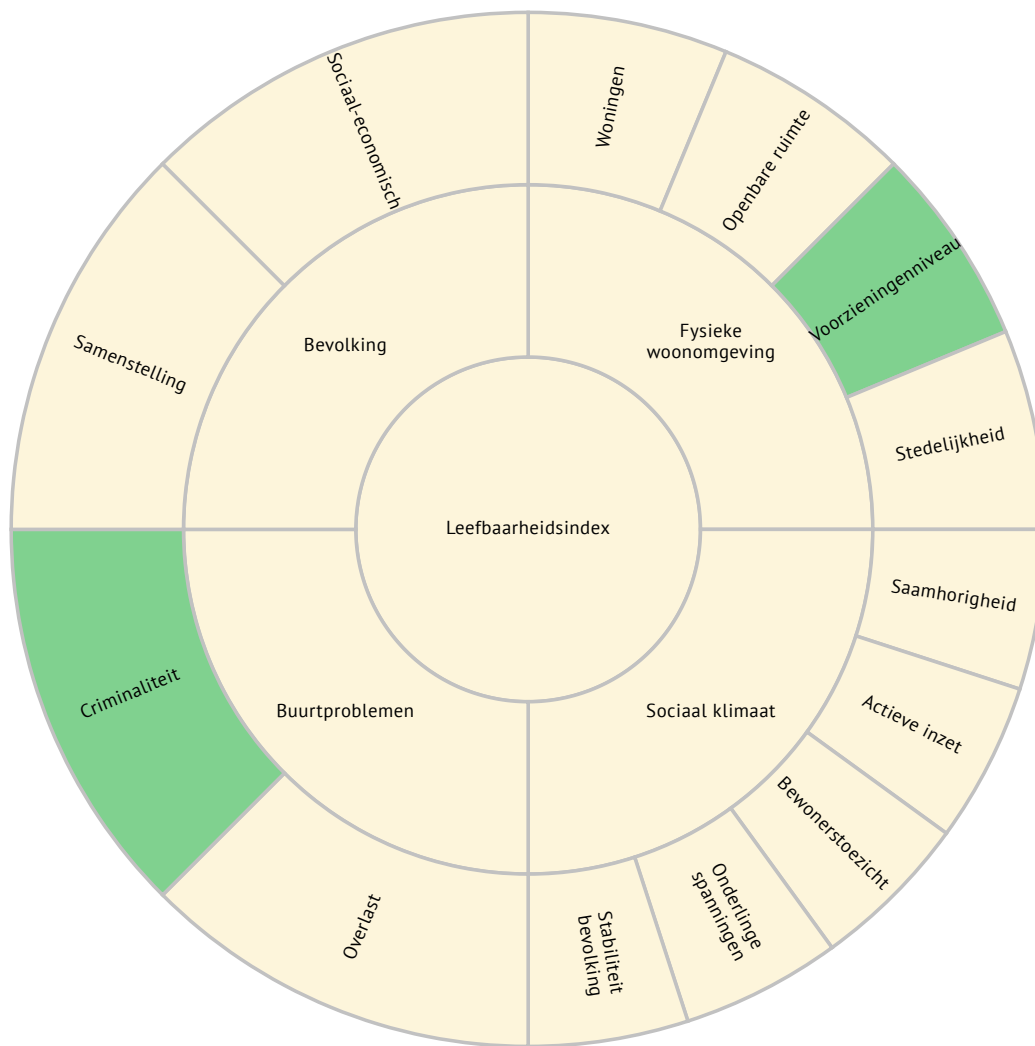 Sociaal-economisch
Woningen
Openbare ruimte
Voorzieningenniveau
Samenstelling
Bevolking
Fysieke
woonomgeving
Stedelijkheid
Leefbaarheidsindex
Saamhorigheid
Criminaliteit
Buurtproblemen
Sociaal klimaat
Actieve inzet
Bewonerstoezicht
Onderlinge
spanningen
Overlast
Stabiliteit
bevolking